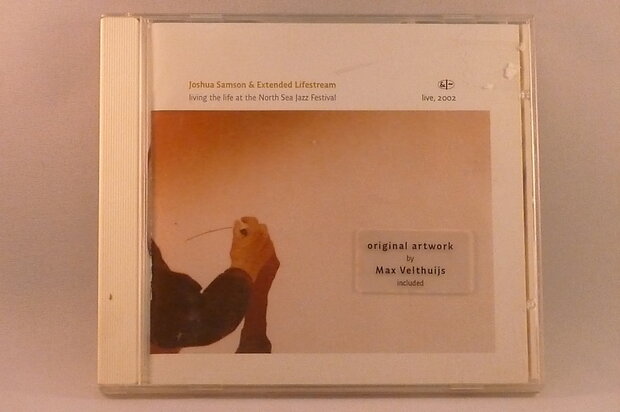 Joshua Samson & Extended Lifestream
living the life at the North Sea Jazz Festival
live, 2002
original artwork
by
Max Velthuijs
included